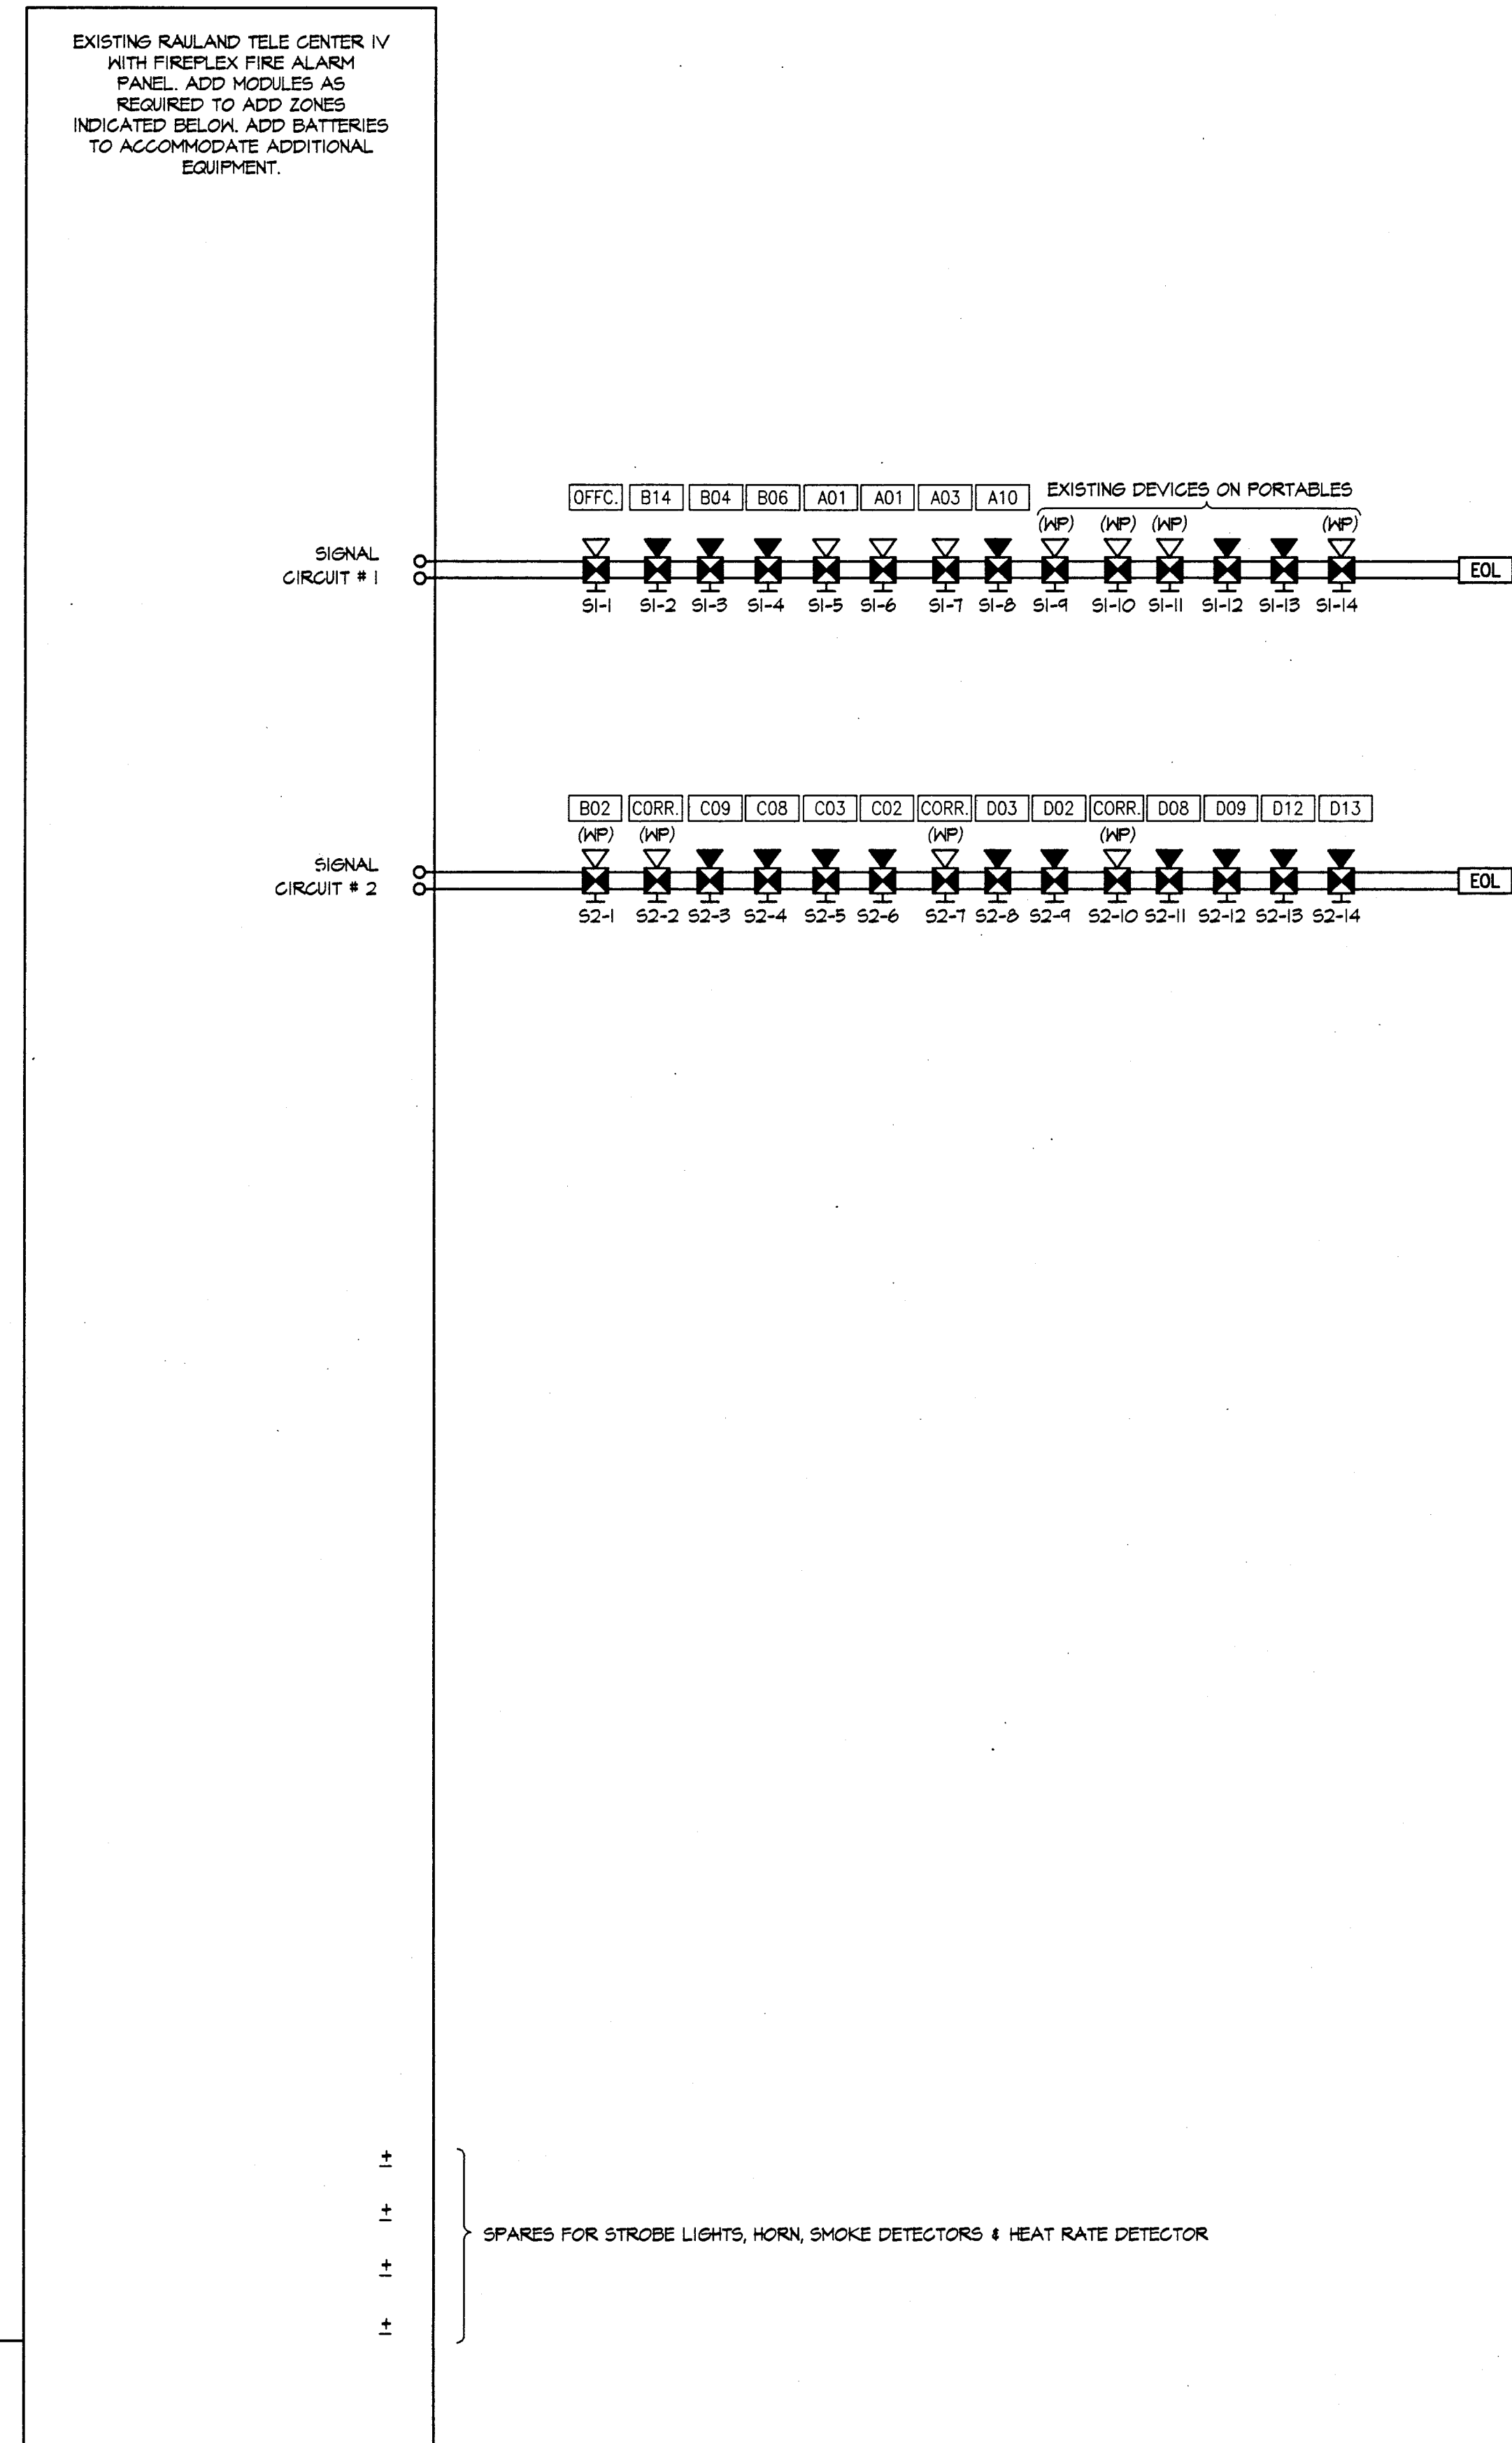 EXISTING RAULAND TELE CENTER IV
WITH FIREPLEX FIRE ALARM
PANEL. ADD MODULES AS
REQUIRED TO ADD ZONES
INDICATED BELOW. ADD BATTERIES
TO ACCOMMODATE ADDITIONAL
EQUIPMENT.
OFFC. B14 B04 B06 A01 A01 A03 A10 EXISTING DEVICES ON PORTABLES
(WP) (WP) (WP) (WP)
SIGNAL
CIRCUIT # 1
EOL
S1-1 S1-2 S1-3 S1-4 S1-5 S1-6 S1-7 S1-8 S1-9 S1-10 S1-11 S1-12 S1-13 S1-14
B02 CORR. C09 C08 C03 C02 CORR. D03 D02 CORR. D08 D09 D12 D13
(WP) (WP) (WP) (WP)
SIGNAL
CIRCUIT # 2
EOL
S2-1 S2-2 S2-3 S2-4 S2-5 S2-6 S2-7 S2-8 S2-9 S2-10 S2-11 S2-12 S2-13 S2-14
±
±
SPARES FOR STROBE LIGHTS, HORN, SMOKE DETECTORS & HEAT RATE DETECTOR
±
±